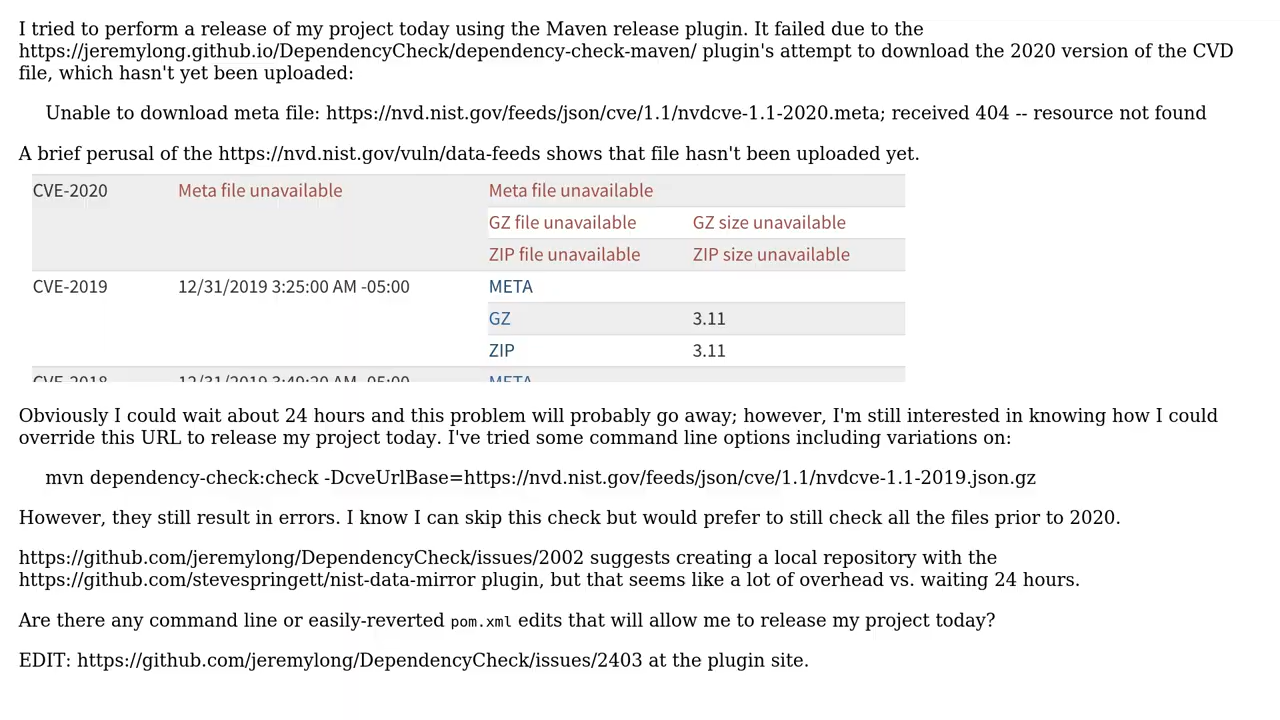 I tried to perform a release of my project today using the Maven release plugin. It failed due to the
https://jeremylong.github.io/DependencyCheck/dependency-check-maven/ plugin's attempt to download the 2020 version of the CVD
file, which hasn't yet been uploaded:
Unable to download meta file: https://nvd.nist.gov/feeds/json/cve/1.1/nvdcve-1.1-2020.meta; received 404 -- resource not found
A brief perusal of the https://nvd.nist.gov/vuln/data-feeds shows that file hasn't been uploaded yet.
CVE-2020 Meta file unavailable Meta file unavailable
GZ file unavailable GZ size unavailable
ZIP file unavailable ZIP size unavailable
CVE-2019 12/31/2019 3:25:00 AM -05:00 META
GZ 3.11
ZIP 3.11
CVE-2018 12/31/2019 3:49:20 AM -05:00 META
Obviously I could wait about 24 hours and this problem will probably go away; however, I'm still interested in knowing how I could
override this URL to release my project today. I've tried some command line options including variations on:
mvn dependency-check:check -DcveUrlBase=https://nvd.nist.gov/feeds/json/cve/1.1/nvdcve-1.1-2019.json.gz
However, they still result in errors. I know I can skip this check but would prefer to still check all the files prior to 2020.
https://github.com/jeremylong/DependencyCheck/issues/2002 suggests creating a local repository with the
https://github.com/stevespringett/nist-data-mirror plugin, but that seems like a lot of overhead vs. waiting 24 hours.
Are there any command line or easily-reverted pom.xml edits that will allow me to release my project today?
EDIT: https://github.com/jeremylong/DependencyCheck/issues/2403 at the plugin site.